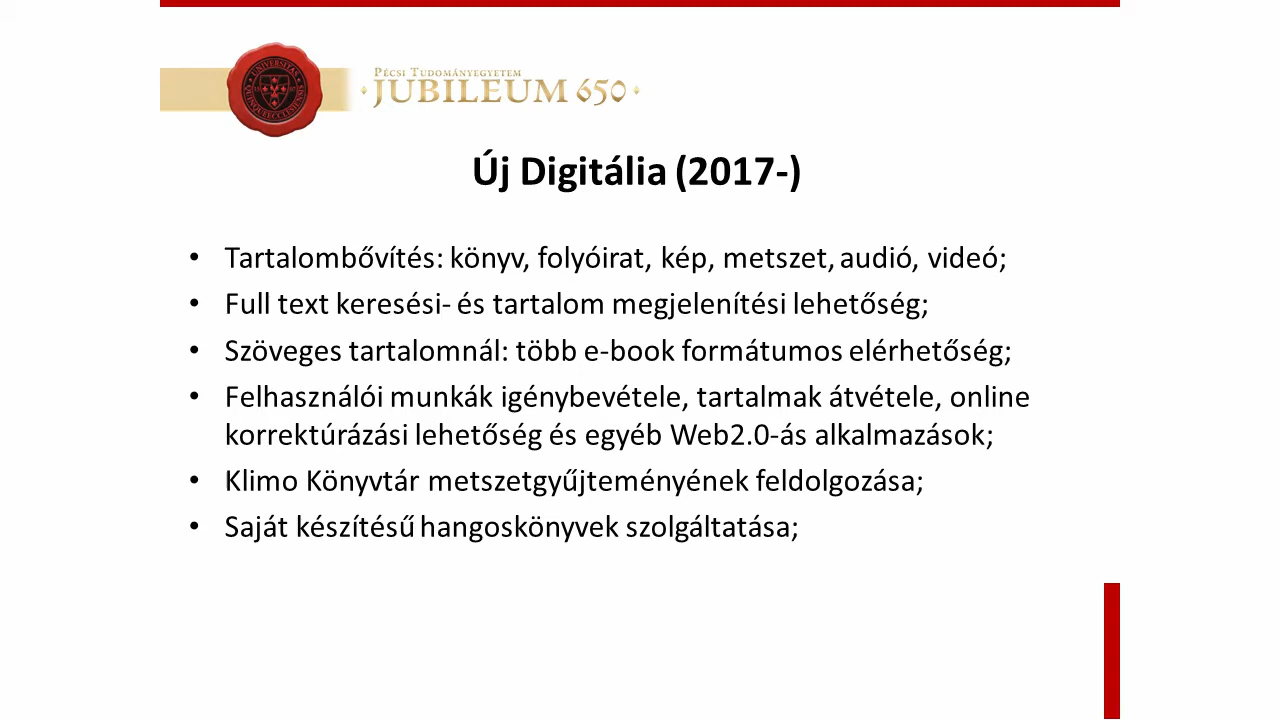 UNIVERSITAS
QUINQUEECCLESIENSIS
PÉCSI TUDOMÁNYEGYETEM
JUBILEUM 650
Új Digitália (2017-)
• Tartalombővítés: könyv, folyóirat, kép, metszet, audió, videó;
• Full text keresési- és tartalom megjelenítési lehetőség;
• Szöveges tartalomnál: több e-book formátumos elérhetőség;
• Felhasználói munkák igénybevétele, tartalmak átvétele, online
korrektúrázási lehetőség és egyéb Web2.0-ás alkalmazások;
• Klimo Könyvtár metszetgyűjteményének feldolgozása;
• Saját készítésű hangoskönyvek szolgáltatása;